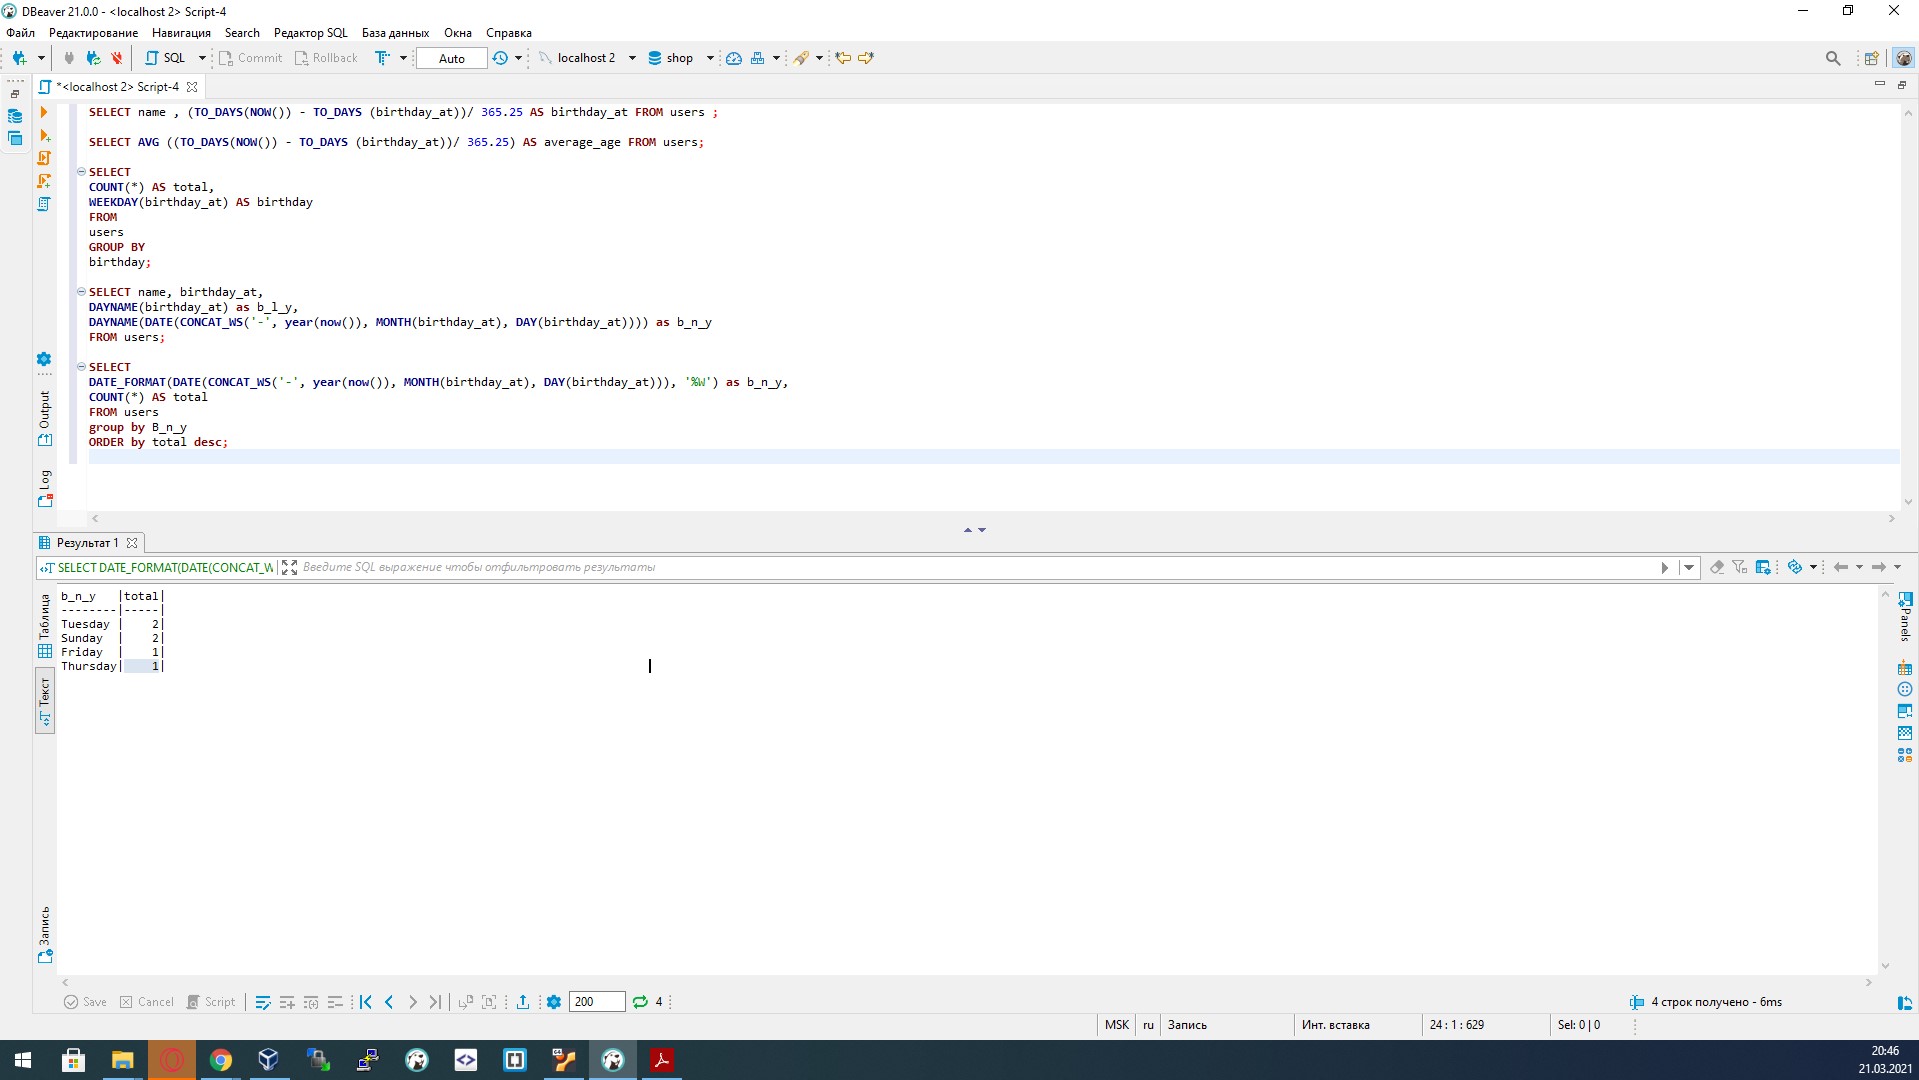 DBeaver 21.0.0 - <localhost 2> Script-4
Файл Редактирование Навигация Search Редактор SQL База данных Окна Справка
SQL Commit Rollback Auto localhost 2 shop
*<localhost 2> Script-4
SELECT name , (TO_DAYS(NOW()) - TO_DAYS (birthday_at))/ 365.25 AS birthday_at FROM users ;
SELECT AVG ((TO_DAYS(NOW()) - TO_DAYS (birthday_at))/ 365.25) AS average_age FROM users;
SELECT
COUNT(*) AS total,
WEEKDAY(birthday_at) AS birthday
FROM
users
GROUP BY
birthday;
SELECT name, birthday_at,
DAYNAME(birthday_at) as b_l_y,
DAYNAME(DATE(CONCAT_WS('-', year(now()), MONTH(birthday_at), DAY(birthday_at)))) as b_n_y
FROM users;
SELECT
DATE_FORMAT(DATE(CONCAT_WS('-', year(now()), MONTH(birthday_at), DAY(birthday_at))), '%W') as b_n_y,
COUNT(*) AS total
FROM users
group by B_n_y
ORDER by total desc;
Output
Log
Результат 1
SELECT DATE_FORMAT(DATE(CONCAT_W Введите SQL выражение чтобы отфильтровать результаты
Таблица
Текст
Запись
Panels
b_n_y |total|
--------|-----|
Tuesday | 2|
Sunday | 2|
Friday | 1|
Thursday| 1|
Save Cancel Script 200 4 4 строк получено - 6ms
MSK ru Запись Инт. вставка 24 : 1 : 629 Sel: 0 | 0
20:46
21.03.2021